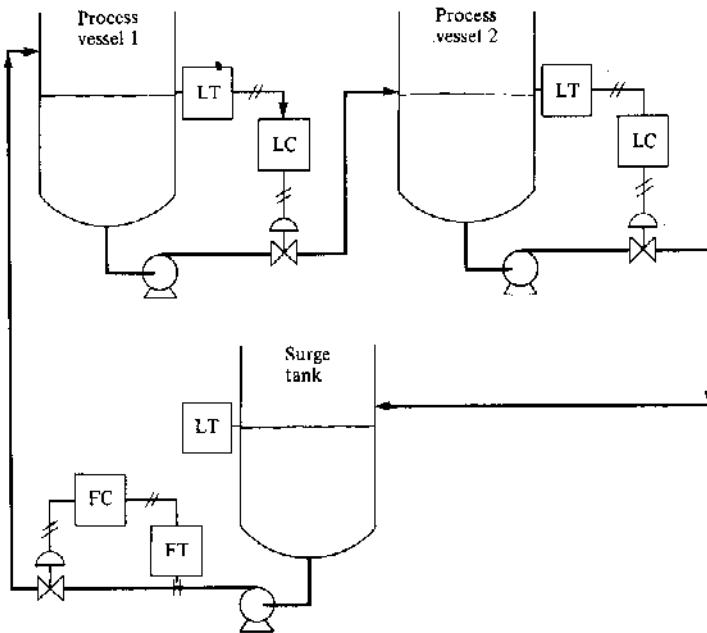 Process
vessel 1
Process
vessel 2
LT
LC
LT
LC
Surge
tank
LT
FC
FT